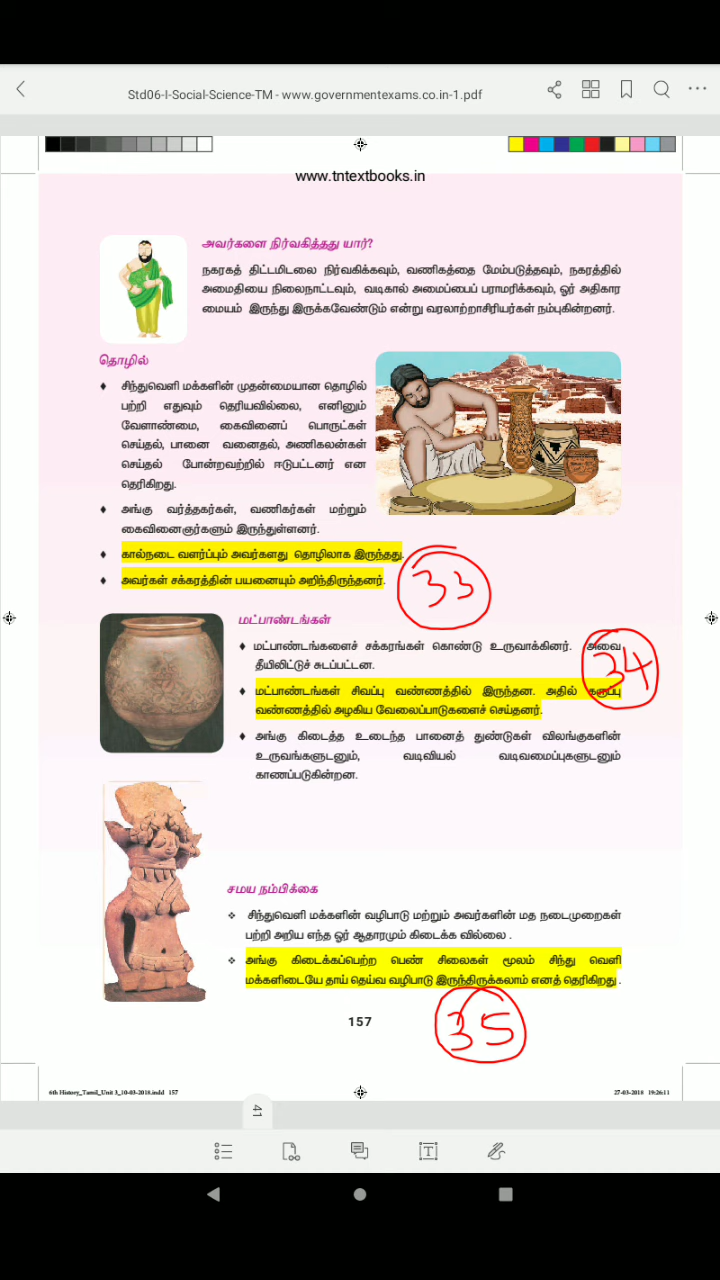 Std06-I-Social-Science-TM - www.governmentexams.co.in-1.pdf
www.tntextbooks.in
அவர்களை நிர்வகித்தது யார்?
நகரகத் திட்டமிடலை நிர்வகிக்கவும், வணிகத்தை மேம்படுத்தவும், நகரத்தில்
அமைதியை நிலைநாட்டவும், வடிகால் அமைப்பைப் பராமரிக்கவும், ஓர் அதிகார
மையம் இருந்து இருக்கவேண்டும் என்று வரலாற்றாசிரியர்கள் நம்புகின்றனர்.
தொழில்
♦ சிந்துவெளி மக்களின் முதன்மையான தொழில்
பற்றி எதுவும் தெரியவில்லை, எனினும்
வேளாண்மை, கைவினைப் பொருட்கள்
செய்தல், பானை வனைதல், அணிகலன்கள்
செய்தல் போன்றவற்றில் ஈடுபட்டனர் என
தெரிகிறது.
♦ அங்கு வர்த்தகர்கள், வணிகர்கள் மற்றும்
கைவினைஞர்களும் இருந்துள்ளனர்.
♦ கால்நடை வளர்ப்பும் அவர்களது தொழிலாக இருந்தது.
♦ அவர்கள் சக்கரத்தின் பயனையும் அறிந்திருந்தனர்.
33
மட்பாண்டங்கள்
♦ மட்பாண்டங்களைச் சக்கரங்கள் கொண்டு உருவாக்கினர். அவை
தீயிலிட்டுச் சுடப்பட்டன.
34
♦ மட்பாண்டங்கள் சிவப்பு வண்ணத்தில் இருந்தன. அதில் கருப்பு
வண்ணத்தில் அழகிய வேலைப்பாடுகளைச் செய்தனர்.
♦ அங்கு கிடைத்த உடைந்த பானைத் துண்டுகள் விலங்குகளின்
உருவங்களுடனும், வடிவியல் வடிவமைப்புகளுடனும்
காணப்படுகின்றன.
சமய நம்பிக்கை
❖ சிந்துவெளி மக்களின் வழிபாடு மற்றும் அவர்களின் மத நடைமுறைகள்
பற்றி அறிய எந்த ஓர் ஆதாரமும் கிடைக்க வில்லை .
❖ அங்கு கிடைக்கப்பெற்ற பெண் சிலைகள் மூலம் சிந்து வெளி
மக்களிடையே தாய் தெய்வ வழிபாடு இருந்திருக்கலாம் எனத் தெரிகிறது .
157
35
6th History_Tamil_Unit 3_10-03-2018.indd 157
27-03-2018 19:26:11
41